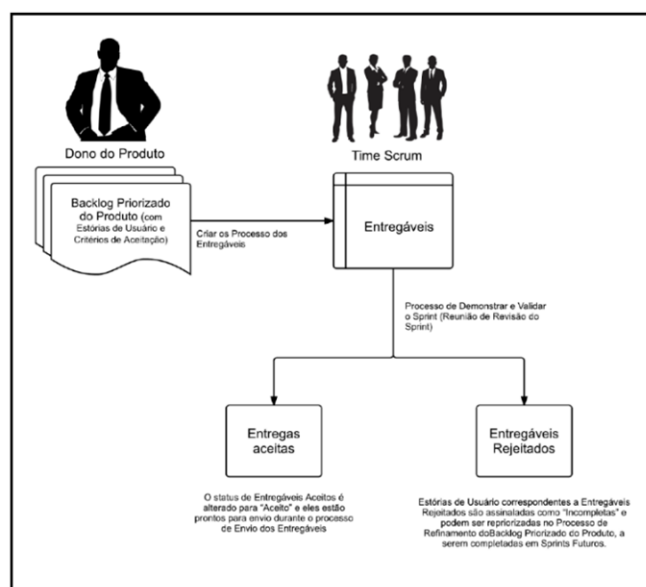 Dono do Produto
Time Scrum
Backlog Priorizado
do Produto (com
Estórias de Usuário e
Critérios de Aceitação)
Criar os Processo dos
Entregáveis
Entregáveis
Processo de Demonstrar e Validar
o Sprint (Reunião de Revisão do
Sprint)
Entregas
aceitas
Entregáveis
Rejeitados
O status de Entregáveis Aceitos é
alterado para "Aceito" e eles estão
prontos para envio durante o processo
de Envio dos Entregáveis
Estórias de Usuário correspondentes a Entregáveis
Rejeitados são assinaladas como "Incompletas" e
podem ser repriorizadas no Processo de
Refinamento doBacklog Priorizado do Produto, a
serem completadas em Sprints Futuros.